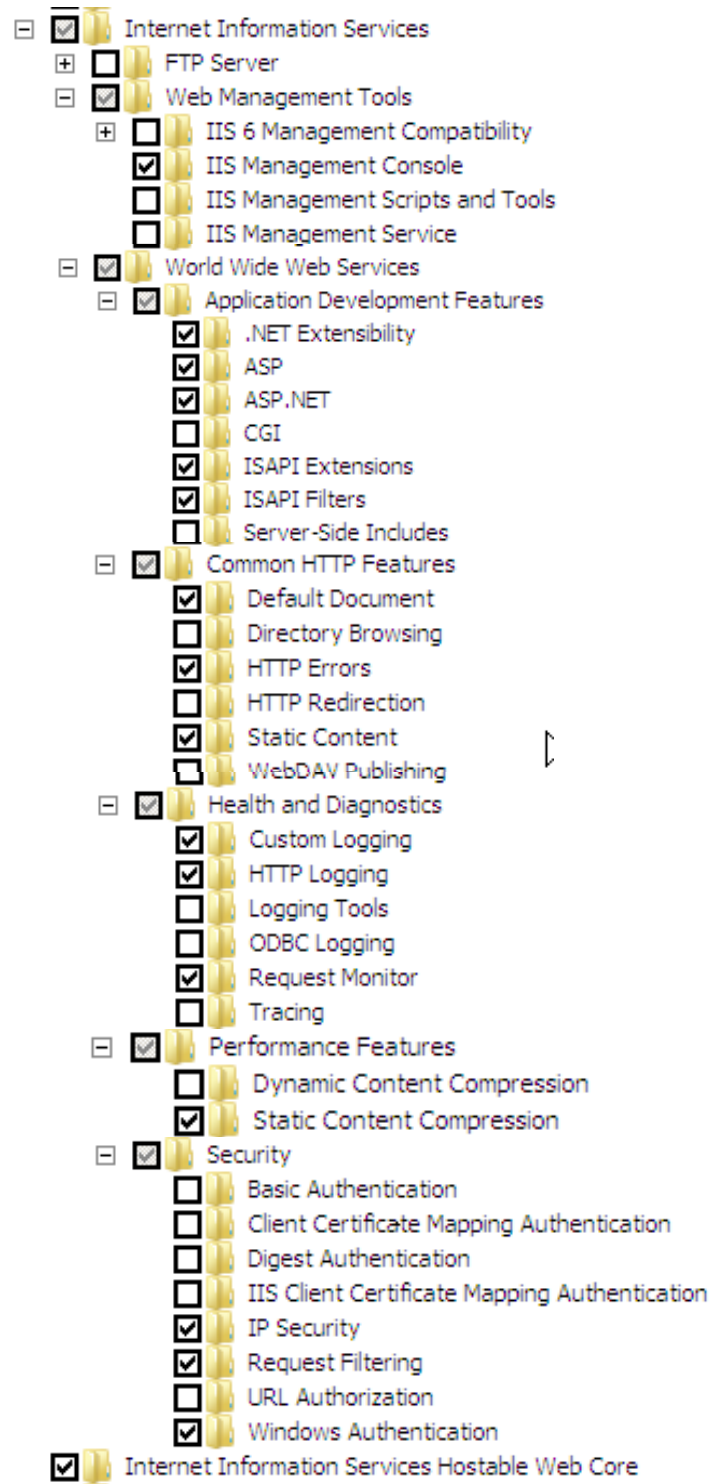 Internet Information Services
FTP Server
Web Management Tools
IIS 6 Management Compatibility
IIS Management Console
IIS Management Scripts and Tools
IIS Management Service
World Wide Web Services
Application Development Features
.NET Extensibility
ASP
ASP.NET
CGI
ISAPI Extensions
ISAPI Filters
Server-Side Includes
Common HTTP Features
Default Document
Directory Browsing
HTTP Errors
HTTP Redirection
Static Content
WebDAV Publishing
Health and Diagnostics
Custom Logging
HTTP Logging
Logging Tools
ODBC Logging
Request Monitor
Tracing
Performance Features
Dynamic Content Compression
Static Content Compression
Security
Basic Authentication
Client Certificate Mapping Authentication
Digest Authentication
IIS Client Certificate Mapping Authentication
IP Security
Request Filtering
URL Authorization
Windows Authentication
Internet Information Services Hostable Web Core